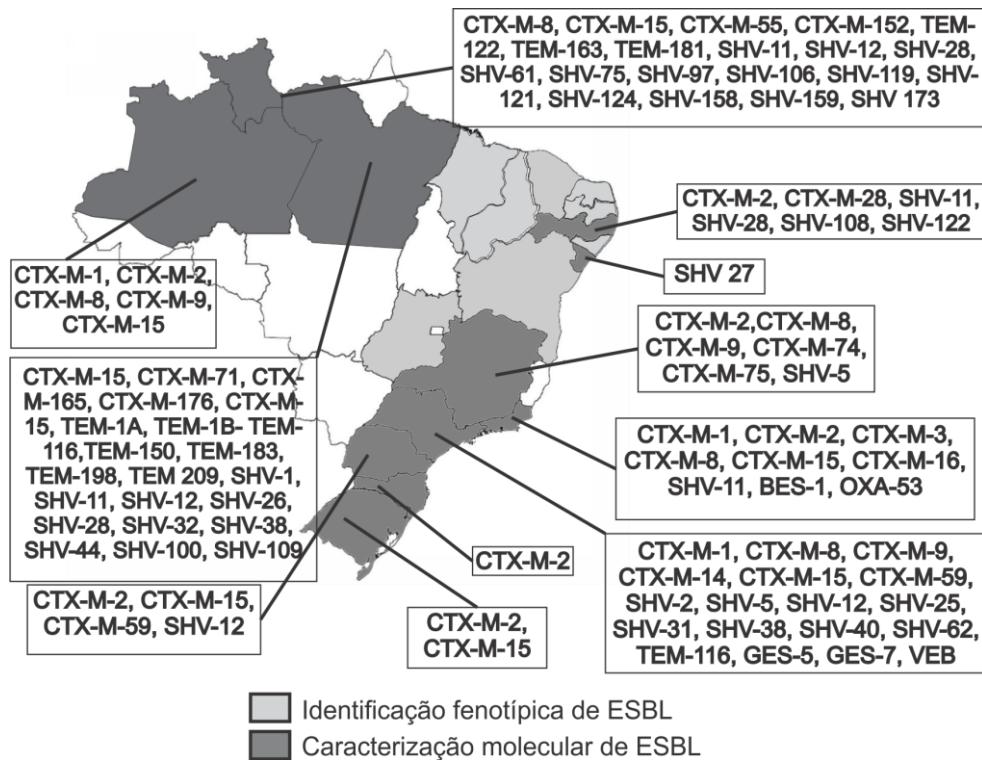 CTX-M-8, CTX-M-15, CTX-M-55, CTX-M-152, TEM-
122, TEM-163, TEM-181, SHV-11, SHV-12, SHV-28,
SHV-61, SHV-75, SHV-97, SHV-106, SHV-119, SHV-
121, SHV-124, SHV-158, SHV-159, SHV 173
CTX-M-2, CTX-M-28, SHV-11,
SHV-28, SHV-108, SHV-122
SHV 27
CTX-M-1, CTX-M-2,
CTX-M-8, CTX-M-9,
CTX-M-15
CTX-M-2,CTX-M-8,
CTX-M-9, CTX-M-74,
CTX-M-75, SHV-5
CTX-M-15, CTX-M-71, CTX-
M-165, CTX-M-176, CTX-M-
15, TEM-1A, TEM-1B- TEM-
116,TEM-150, TEM-183,
TEM-198, TEM 209, SHV-1,
SHV-11, SHV-12, SHV-26,
SHV-28, SHV-32, SHV-38,
SHV-44, SHV-100, SHV-109
CTX-M-1, CTX-M-2, CTX-M-3,
CTX-M-8, CTX-M-15, CTX-M-16,
SHV-11, BES-1, OXA-53
CTX-M-2
CTX-M-1, CTX-M-8, CTX-M-9,
CTX-M-14, CTX-M-15, CTX-M-59,
SHV-2, SHV-5, SHV-12, SHV-25,
SHV-31, SHV-38, SHV-40, SHV-62,
TEM-116, GES-5, GES-7, VEB
CTX-M-2, CTX-M-15,
CTX-M-59, SHV-12
CTX-M-2,
CTX-M-15
Identificação fenotípica de ESBL
Caracterização molecular de ESBL